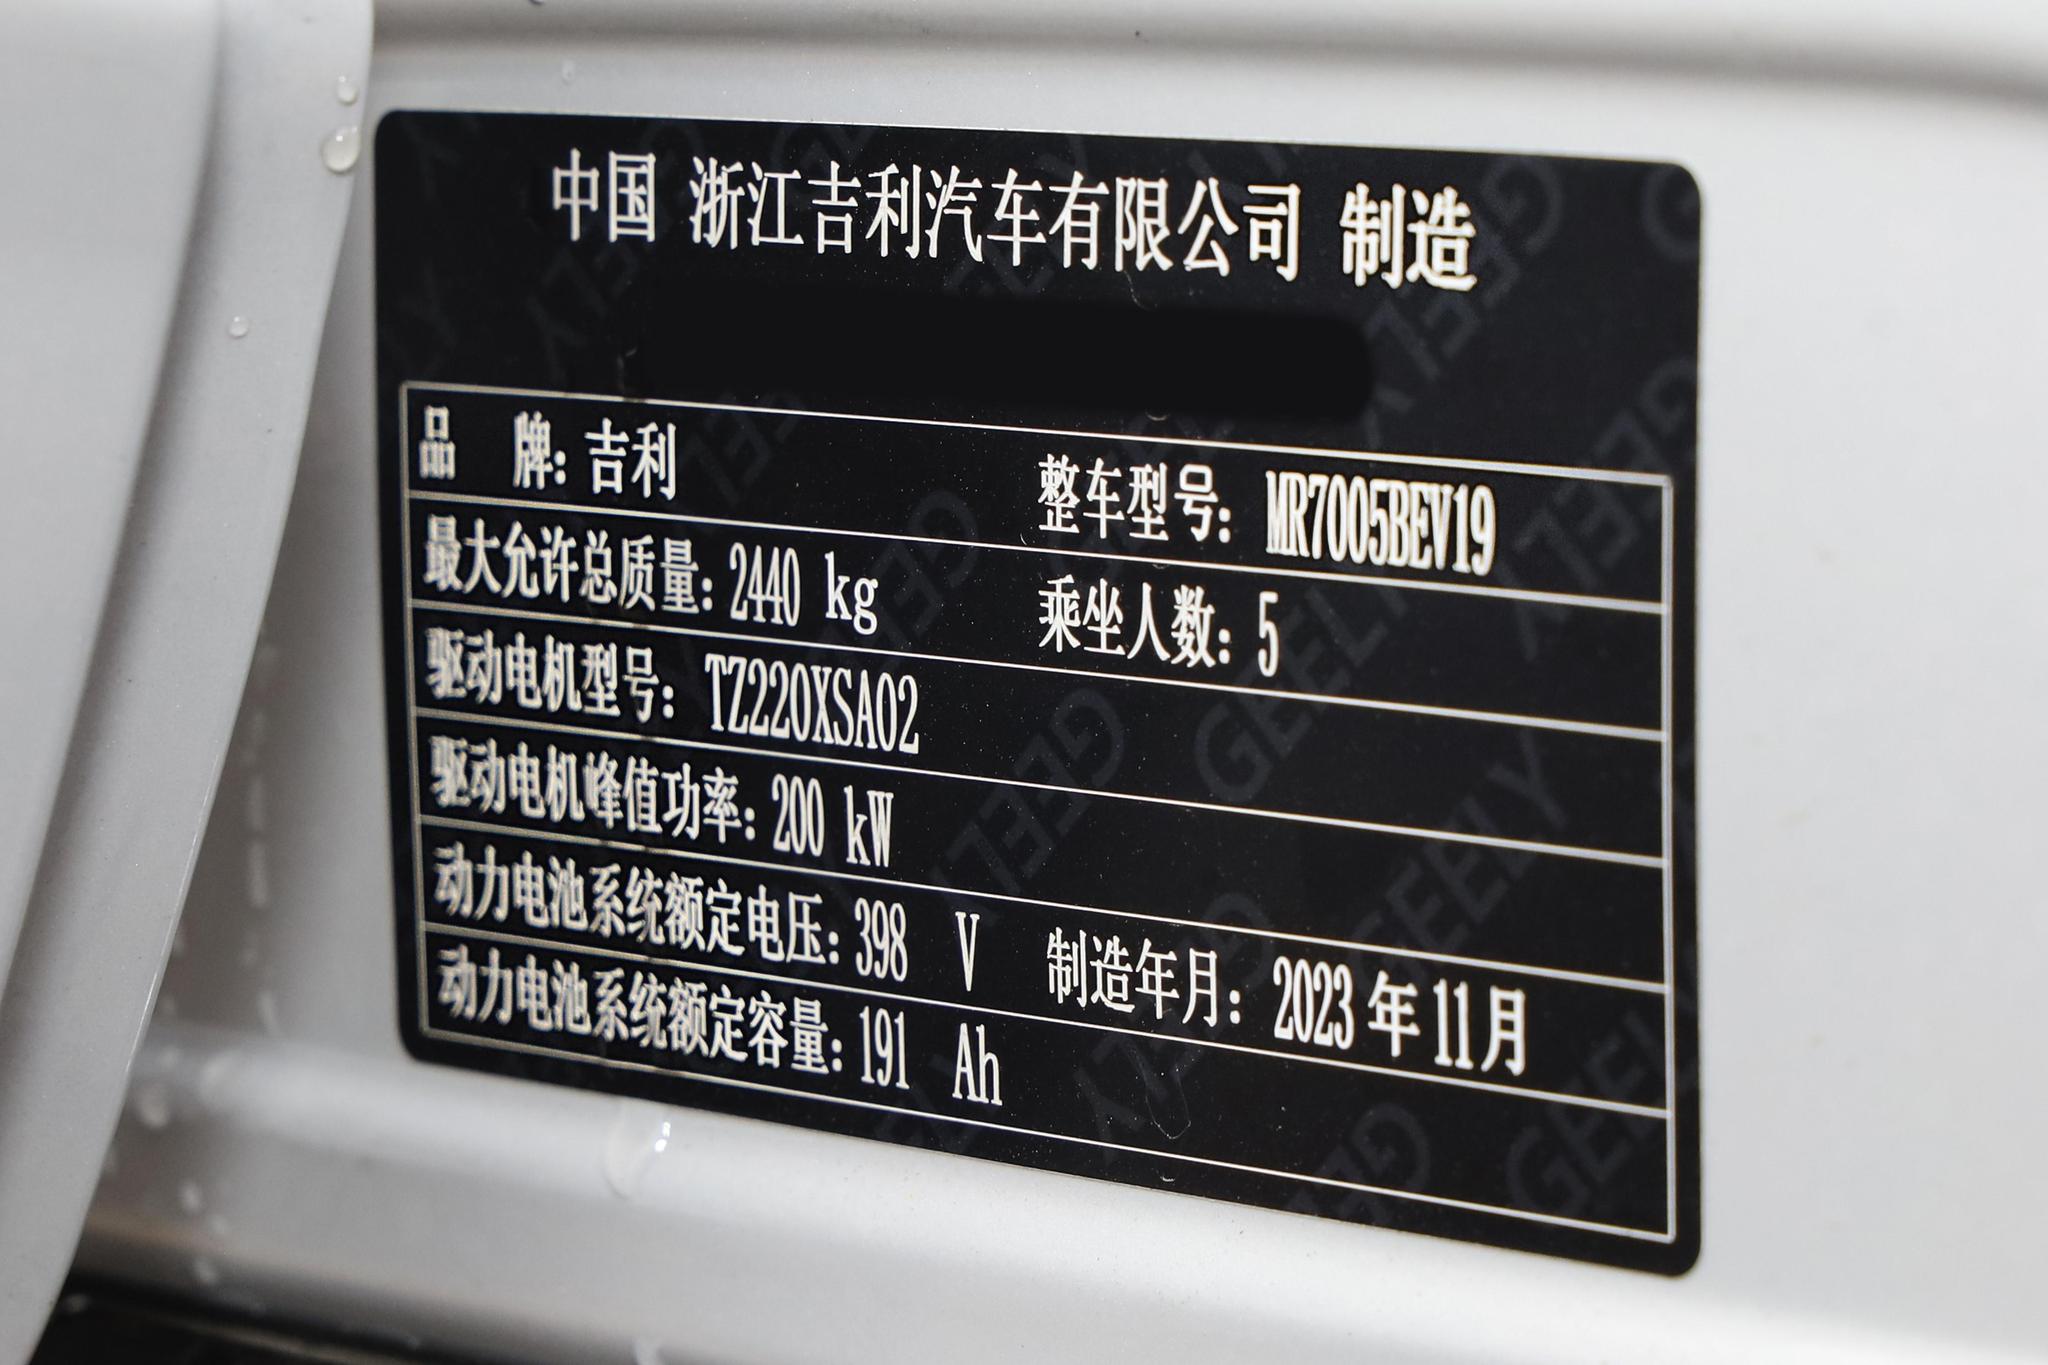 中国 浙江吉利汽车有限公司 制造
品 牌：吉利 整车型号：MR7005BEV19
最大允许总质量：2440 kg 乘坐人数：5
驱动电机型号：TZ220XSA02
驱动电机峰值功率：200 kW
动力电池系统额定电压：398 V 制造年月：2023年11月
动力电池系统额定容量：191 Ah